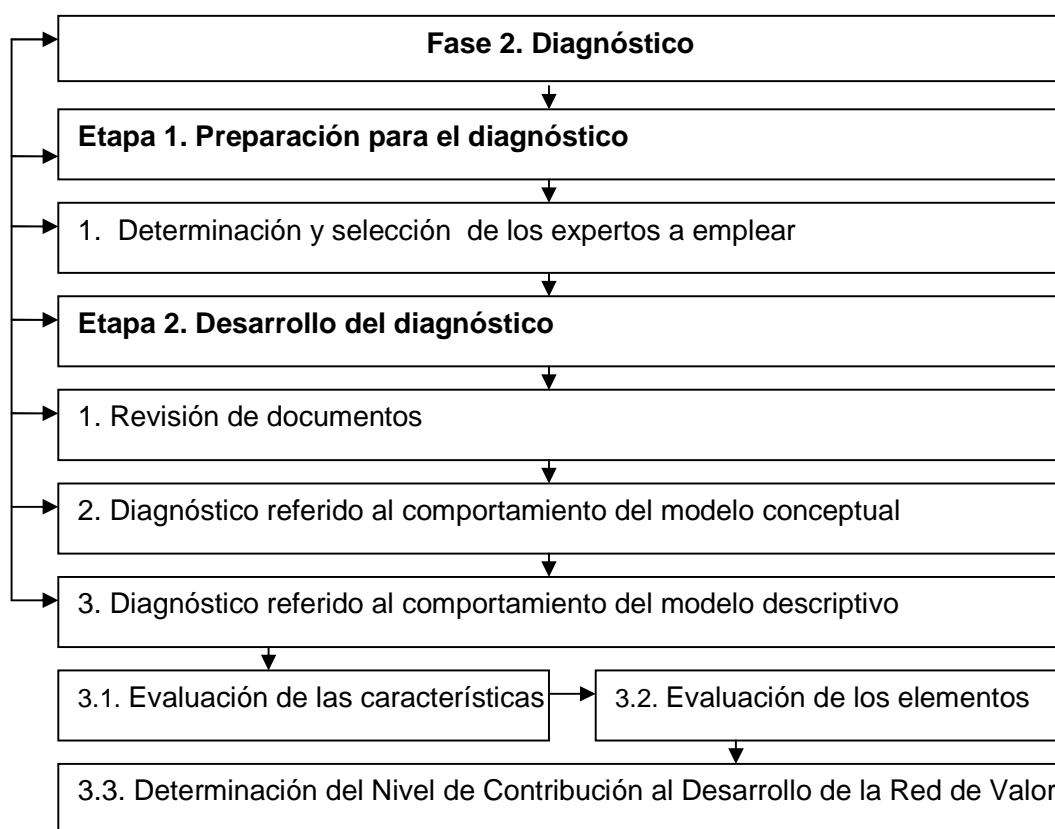 Fase 2. Diagnóstico
Etapa 1. Preparación para el diagnóstico
1. Determinación y selección de los expertos a emplear
Etapa 2. Desarrollo del diagnóstico
1. Revisión de documentos
2. Diagnóstico referido al comportamiento del modelo conceptual
3. Diagnóstico referido al comportamiento del modelo descriptivo
3.1. Evaluación de las características
3.2. Evaluación de los elementos
3.3. Determinación del Nivel de Contribución al Desarrollo de la Red de Valor